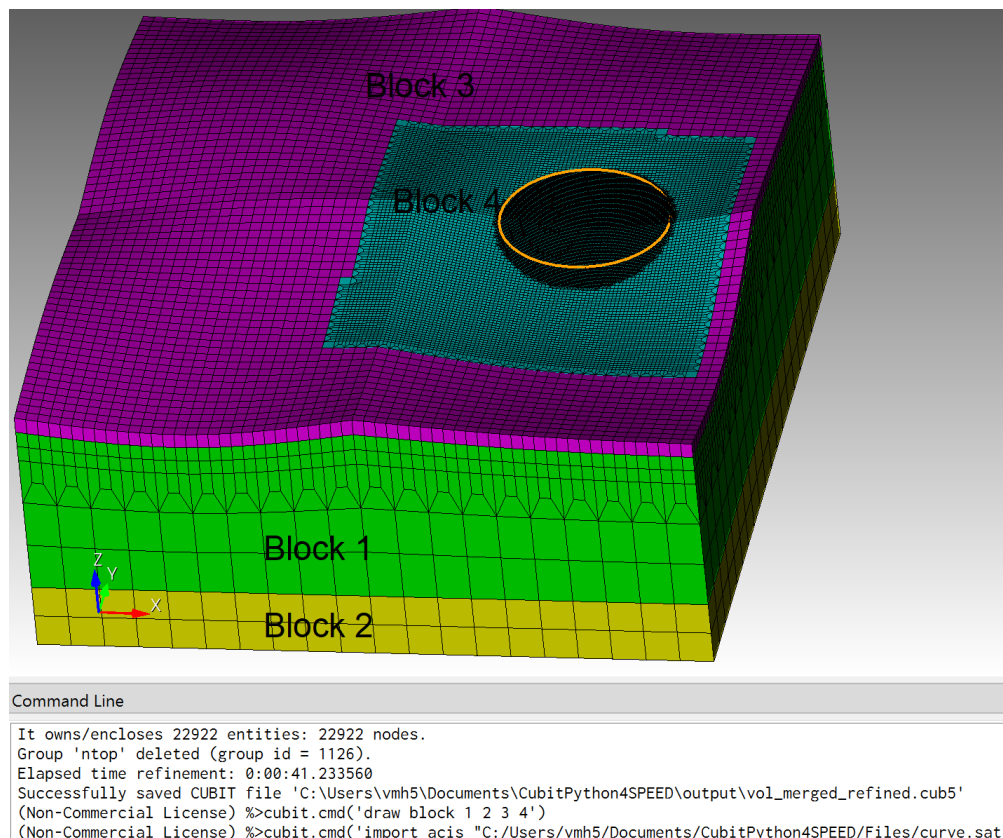 Block 3
Block 4
Block 1
Z
Y
X
Block 2
Command Line
It owns/encloses 22922 entities: 22922 nodes.
Group 'ntop' deleted (group id = 1126).
Elapsed time refinement: 0:00:41.233560
Successfully saved CUBIT file 'C:\Users\vmh5\Documents\CubitPython4SPEED\output\vol_merged_refined.cub5'
(Non-Commercial License) %>cubit.cmd('draw block 1 2 3 4')
(Non-Commercial License) %>cubit.cmd('import acis "C:/Users/vmh5/Documents/CubitPython4SPEED/Files/curve.sat